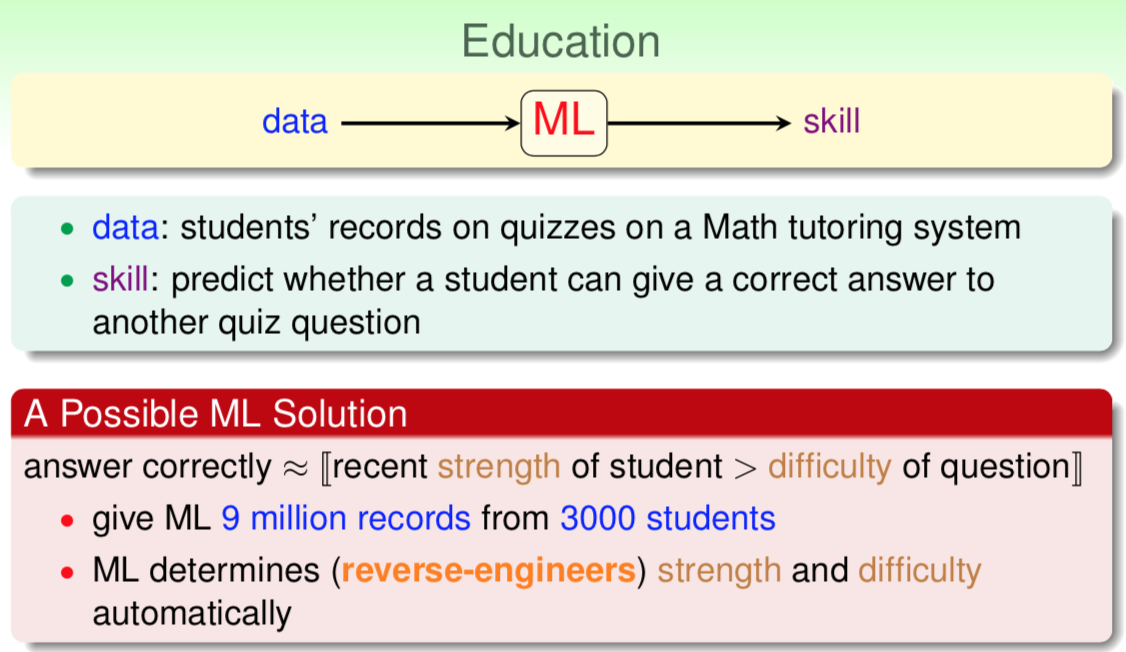 Education
data ML skill
• data: students’ records on quizzes on a Math tutoring system
• skill: predict whether a student can give a correct answer to
another quiz question
A Possible ML Solution
answer correctly ≈ ⟦recent strength of student > difficulty of question⟧
• give ML 9 million records from 3000 students
• ML determines (reverse-engineers) strength and difficulty
automatically